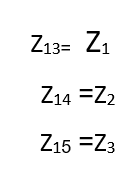 Z₁₃= Z₁
Z₁₄ =Z₂
Z₁₅ =Z₃